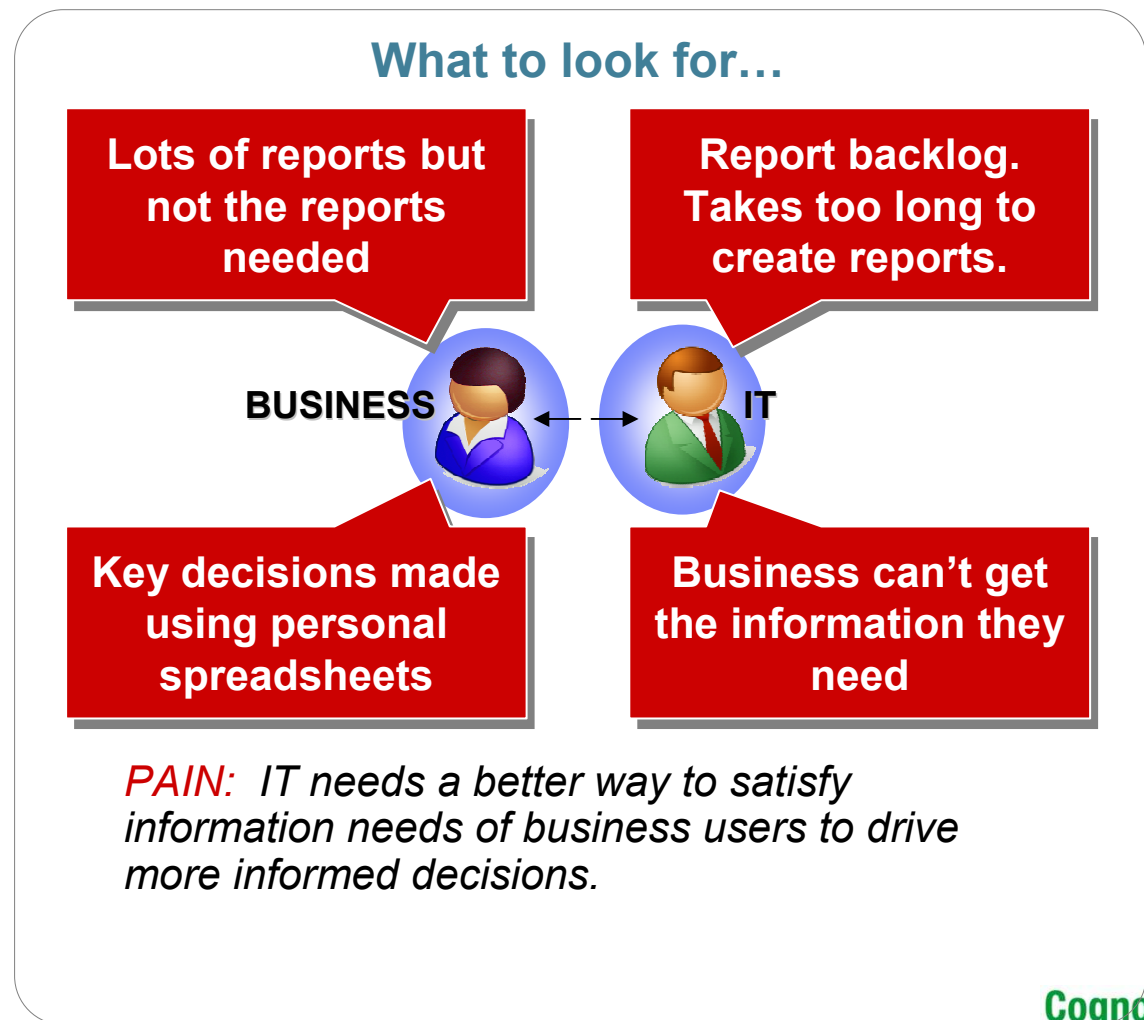 What to look for…
Lots of reports but
not the reports
needed
Report backlog.
Takes too long to
create reports.
BUSINESS
IT
Key decisions made
using personal
spreadsheets
Business can’t get
the information they
need
PAIN: IT needs a better way to satisfy
information needs of business users to drive
more informed decisions.